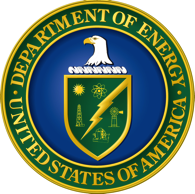 DEPARTMENT OF ENERGY
UNITED STATES OF AMERICA